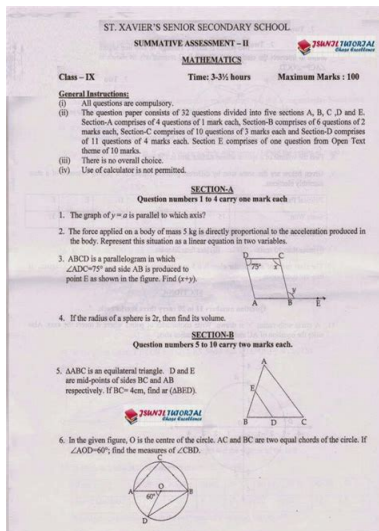 ST. XAVIER'S SENIOR SECONDARY SCHOOL
SUMMATIVE ASSESSMENT – II
JSUNIL TUTORIAL
MATHEMATICS
Class – IX Time: 3-3½ hours Maximum Marks : 100
General Instructions:
(i) All questions are compulsory.
(ii) The question paper consists of 32 questions divided into five sections A, B, C ,D and E.
Section-A comprises of 4 questions of 1 mark each, Section-B comprises of 6 questions of 2
marks each, Section-C comprises of 10 questions of 3 marks each and Section-D comprises
of 11 questions of 4 marks each. Section E comprises of one question from Open Text
theme of 10 marks.
(iii) There is no overall choice.
(iv) Use of calculator is not permitted.
SECTION-A
Question numbers 1 to 4 carry one mark each
1. The graph of y = a is parallel to which axis?
2. The force applied on a body of mass 5 kg is directly proportional to the acceleration produced in
the body. Represent this situation as a linear equation in two variables.
3. ABCD is a parallelogram in which
∠ADC=75° and side AB is produced to
point E as shown in the figure. Find (x+y).
D C
75° x
y
A B E
4. If the radius of a sphere is 2r, then find its volume.
SECTION-B
Question numbers 5 to 10 carry two marks each.
5. ΔABC is an equilateral triangle. D and E
are mid-points of sides BC and AB
respectively. If BC= 4cm, find ar (ΔBED).
A
E
B D C
JSUNIL TUTORIAL
6. In the given figure, O is the centre of the circle. AC and BC are two equal chords of the circle. If
∠AOD=60°; find the measures of ∠CBD.
C
A O B
60°
D